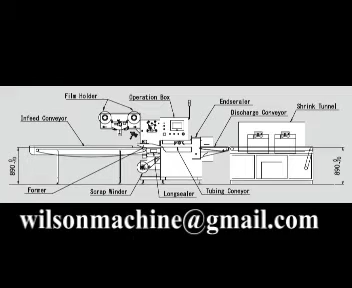 Film Holder
Operation Box
Endseraler
Shrink Tunnel
Discharge Conveyor
Infeed Conveyor
Former
Scrap Winder
Longsealer
Tubing Conveyor
wilsonmachine@gmail.com